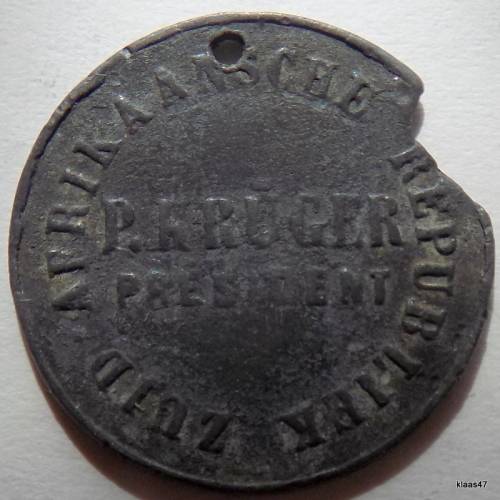 ZUID AFRIKAANSCHE REPUBLIEK
P. KRÜGER
PRESIDENT
klaas47